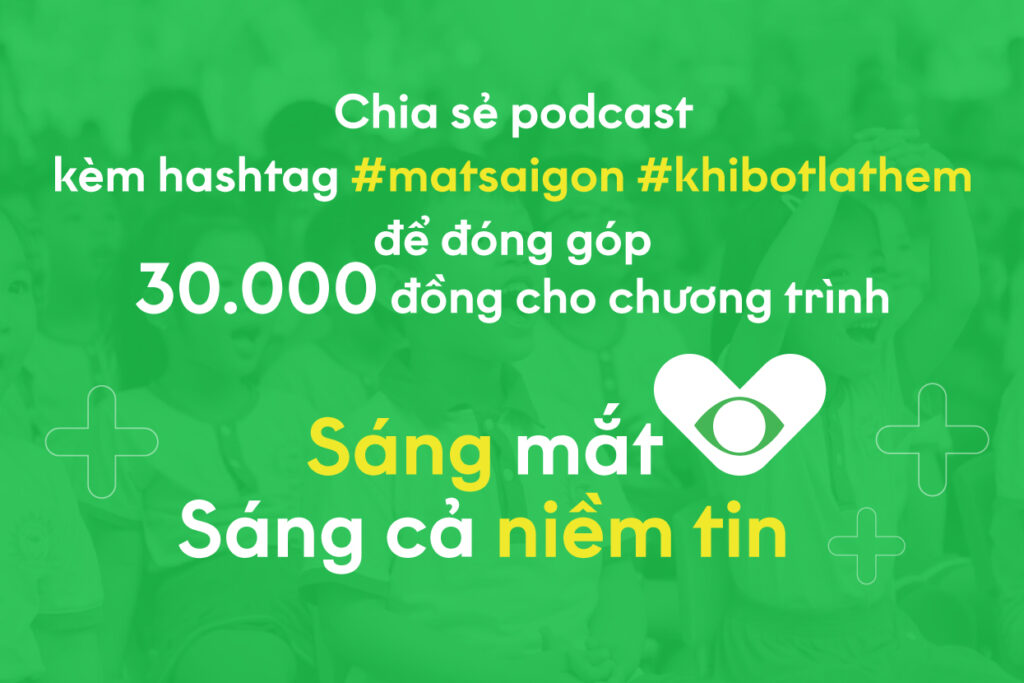 Chia sẻ podcast
kèm hashtag #matsaigon #khibotlathem
để đóng góp
30.000 đồng cho chương trình
Sáng mắt
Sáng cả niềm tin